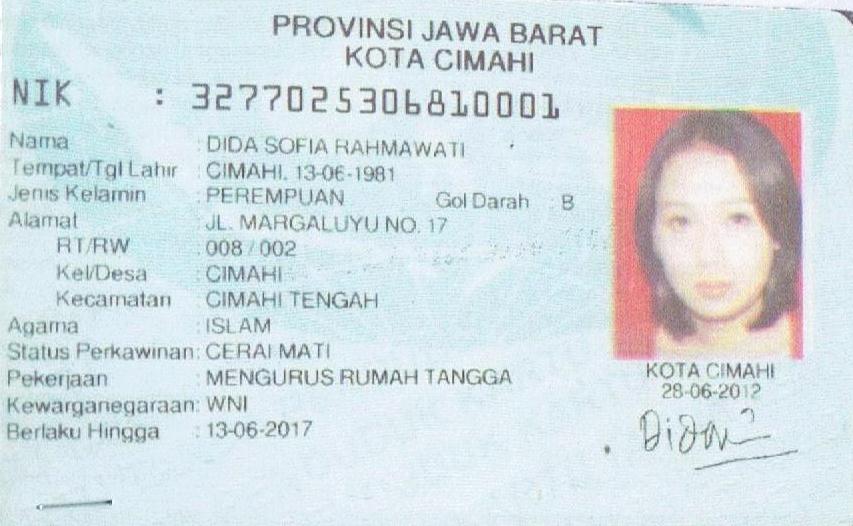 PROVINSI JAWA BARAT
KOTA CIMAHI
NIK : 3277025306810001
Nama : DIDA SOFIA RAHMAWATI
Tempat/Tgl Lahir : CIMAHI, 13-06-1981
Jenis Kelamin : PEREMPUAN Gol Darah : B
Alamat : JL. MARGALUYU NO. 17
RT/RW : 008 / 002
Kel/Desa : CIMAHI
Kecamatan : CIMAHI TENGAH
Agama : ISLAM
Status Perkawinan: CERAI MATI
Pekerjaan : MENGURUS RUMAH TANGGA
Kewarganegaraan: WNI
Berlaku Hingga : 13-06-2017
KOTA CIMAHI
28-06-2012